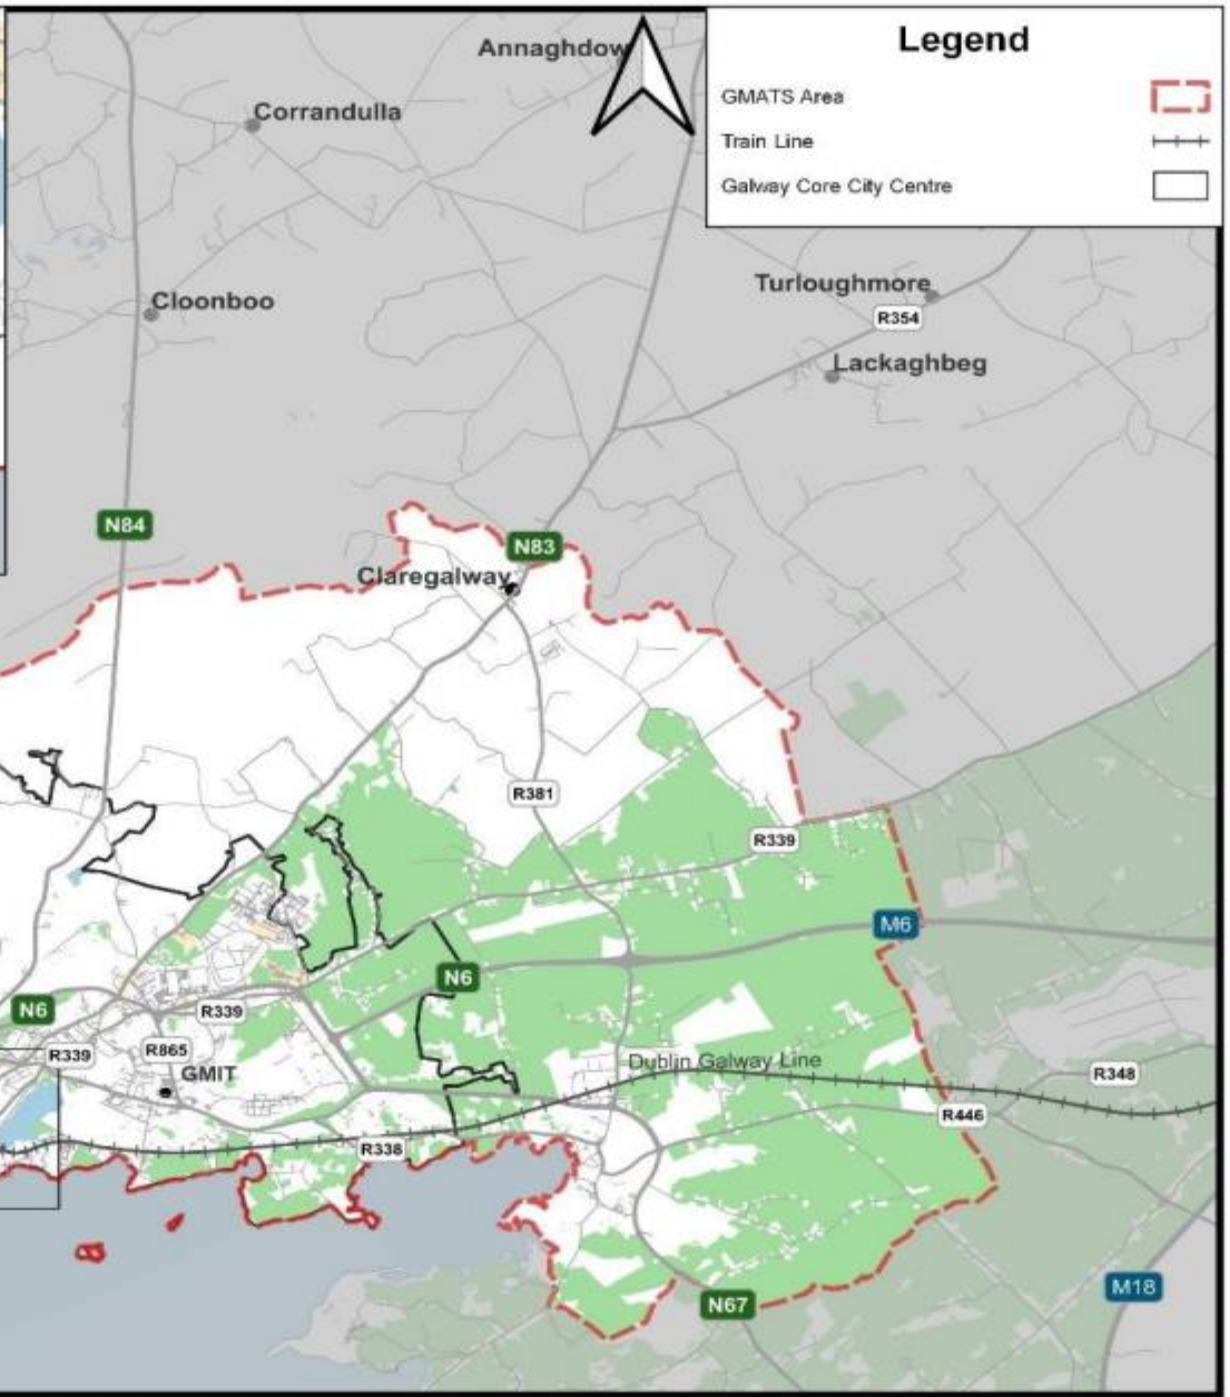 Legend
GMATS Area
Train Line
Galway Core City Centre
Annaghdow
Corrandulla
Cloonboo
Turloughmore
R354
Lackaghbeg
N84
N83
Claregalway
R381
R339
M6
N6
N6
R339
R339
R865
GMIT
Dublin Galway Line
R348
R446
R338
M18
N67